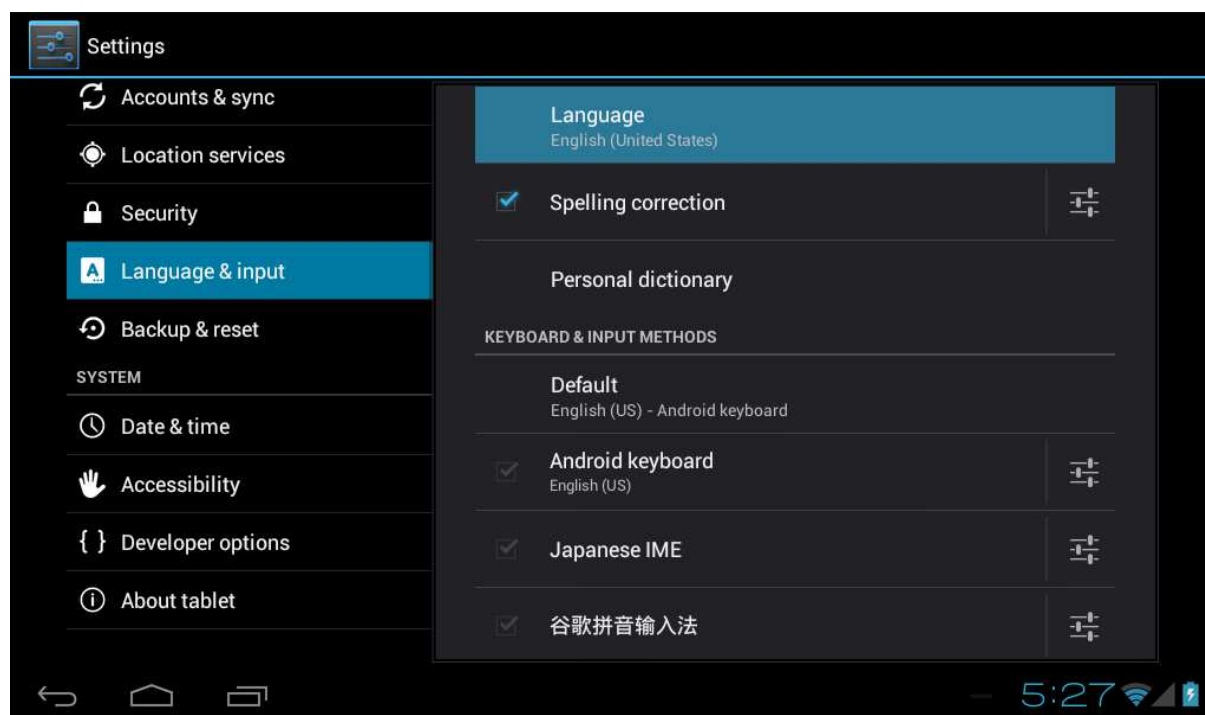 Settings
Accounts & sync
Location services
Security
Language & input
Backup & reset
SYSTEM
Date & time
Accessibility
{ } Developer options
About tablet
Language
English (United States)
Spelling correction
Personal dictionary
KEYBOARD & INPUT METHODS
Default
English (US) - Android keyboard
Android keyboard
English (US)
Japanese IME
谷歌拼音输入法
5:27